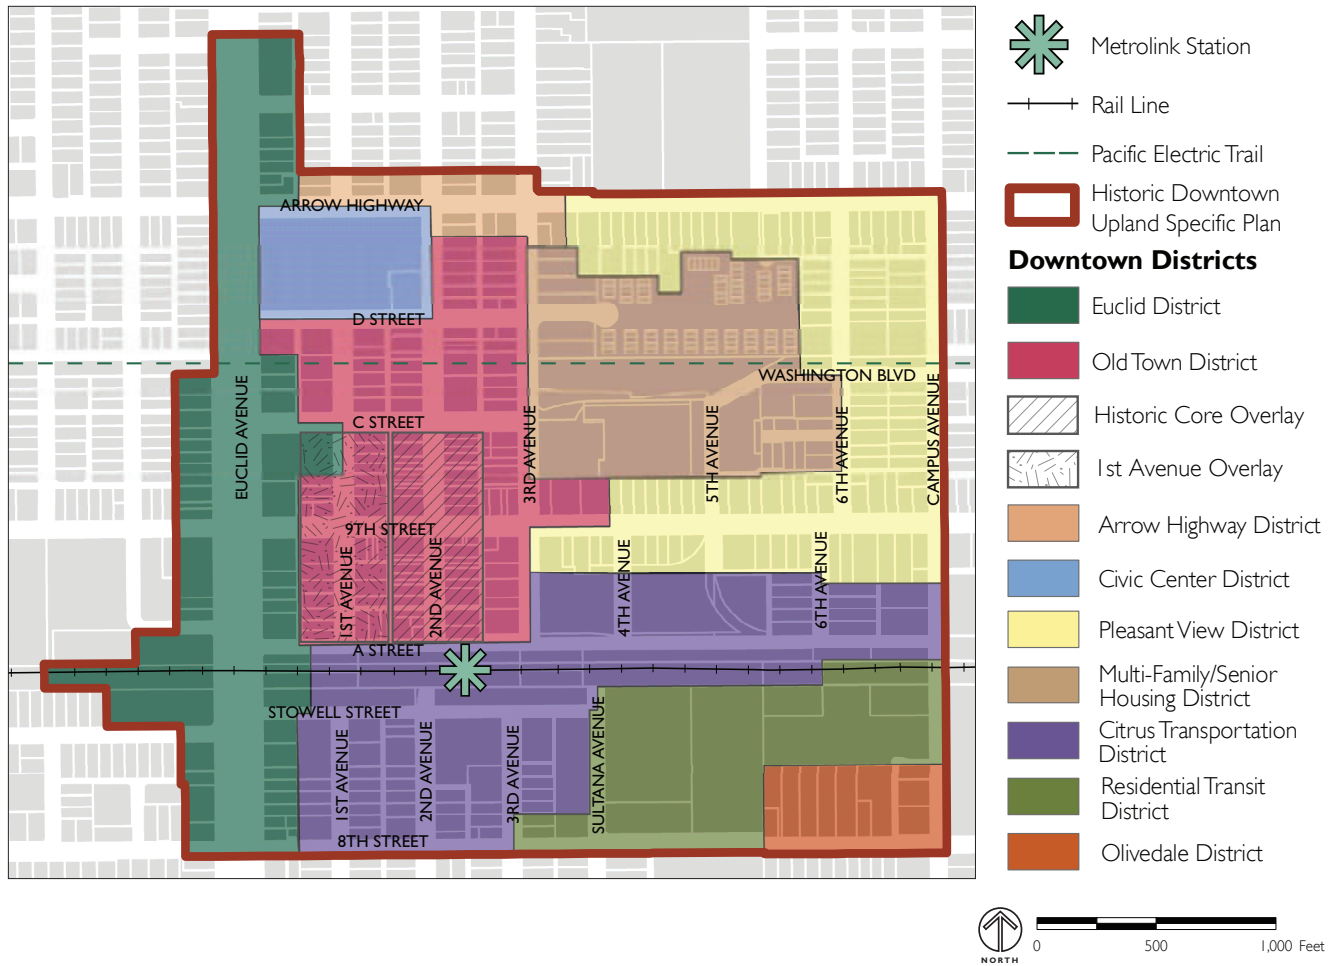 ARROW HIGHWAY
D STREET
WASHINGTON BLVD
EUCLID AVENUE
C STREET
3RD AVENUE
5TH AVENUE
6TH AVENUE
CAMPUS AVENUE
9TH STREET
1ST AVENUE
2ND AVENUE
4TH AVENUE
6TH AVENUE
A STREET
STOWELL STREET
1ST AVENUE
2ND AVENUE
3RD AVENUE
SULTANA AVENUE
8TH STREET
Metrolink Station
Rail Line
Pacific Electric Trail
Historic Downtown
Upland Specific Plan
Downtown Districts
Euclid District
Old Town District
Historic Core Overlay
1st Avenue Overlay
Arrow Highway District
Civic Center District
Pleasant View District
Multi-Family/Senior
Housing District
Citrus Transportation
District
Residential Transit
District
Olivedale District
NORTH
0 500 1,000 Feet